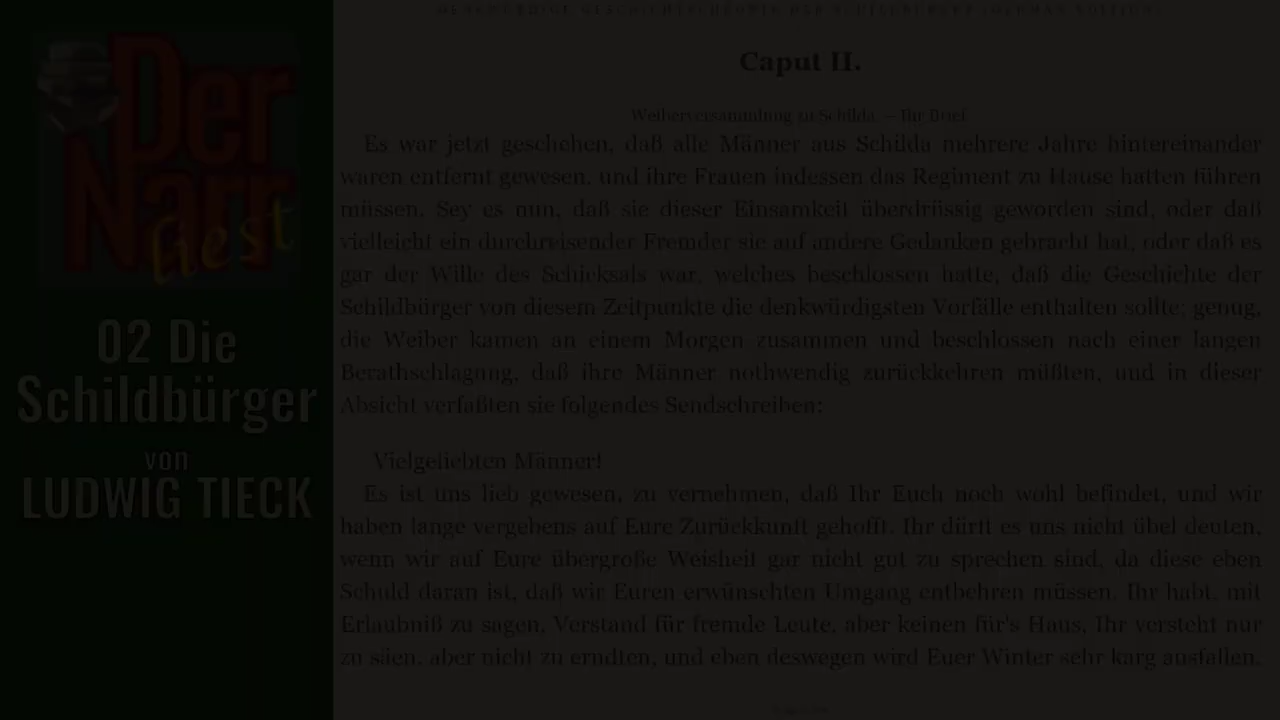 Der
Narr
liest
02 Die
Schildbürger
von
LUDWIG TIECK
DENKWÜRDIGE GESCHICHTSCHRONIK DER SCHILDBÜRGER (GERMAN EDITION)
Caput II.
Weiberversammlung zu Schilda. — Ihr Brief.
Es war jetzt geschehen, daß alle Männer aus Schilda mehrere Jahre hintereinander
waren entfernt gewesen, und ihre Frauen indessen das Regiment zu Hause hatten führen
müssen. Sey es nun, daß sie dieser Einsamkeit überdrüssig geworden sind, oder daß
vielleicht ein durchreisender Fremder sie auf andere Gedanken gebracht hat, oder daß es
gar der Wille des Schicksals war, welches beschlossen hatte, daß die Geschichte der
Schildbürger von diesem Zeitpunkte die denkwürdigsten Vorfälle enthalten sollte; genug,
die Weiber kamen an einem Morgen zusammen und beschlossen nach einer langen
Berathschlagung, daß ihre Männer nothwendig zurückkehren müßten, und in dieser
Absicht verfaßten sie folgendes Sendschreiben:
Vielgeliebten Männer!
Es ist uns lieb gewesen, zu vernehmen, daß Ihr Euch noch wohl befindet, und wir
haben lange vergebens auf Eure Zurückkunft gehofft. Ihr dürft es uns nicht übel deuten,
wenn wir auf Eure übergroße Weisheit gar nicht gut zu sprechen sind, da diese eben
Schuld daran ist, daß wir Euren erwünschten Umgang entbehren müssen. Ihr habt, mit
Erlaubniß zu sagen, Verstand für fremde Leute, aber keinen für's Haus, Ihr versteht nur
zu säen, aber nicht zu erndten, und eben deswegen wird Euer Winter sehr karg ausfallen.